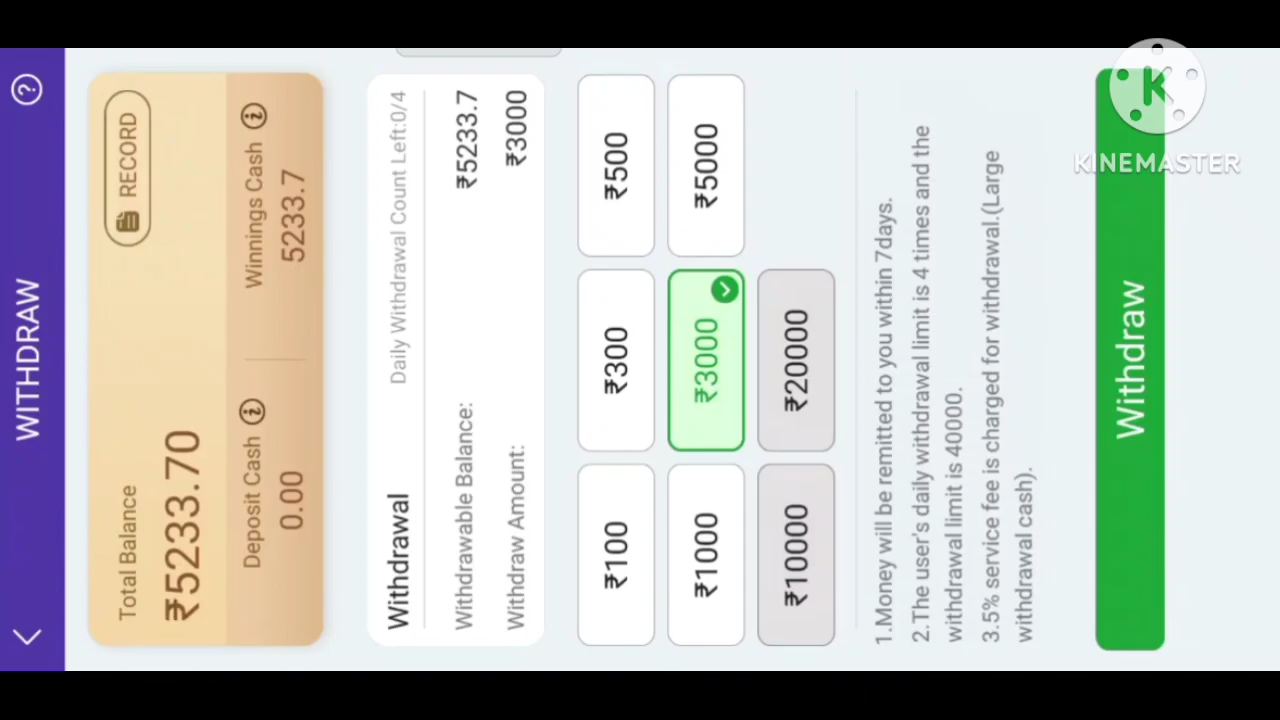 WITHDRAW
Total Balance
RECORD
₹5233.70
Deposit Cash
Winnings Cash
0.00
5233.7
Withdrawal
Daily Withdrawal Count Left:0/4
Withdrawable Balance:
₹5233.7
Withdraw Amount:
₹3000
₹100
₹300
₹500
₹1000
₹3000
₹5000
₹10000
₹20000
1.Money will be remitted to you within 7days.
2.The user's daily withdrawal limit is 4 times and the
withdrawal limit is 40000.
3.5% service fee is charged for withdrawal.(Large
withdrawal cash).
Withdraw
K
KINEMASTER